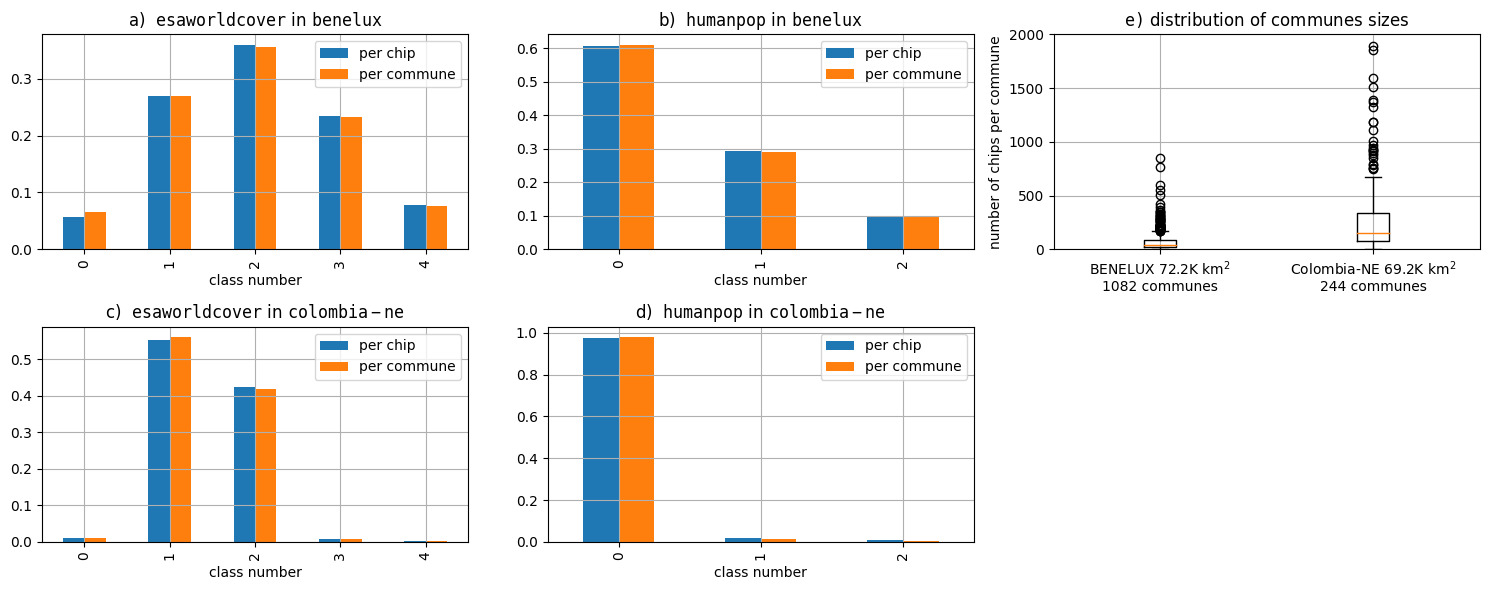 a) esaworldcover in benelux
0.3
0.2
0.1
0.0
per chip
per commune
0 1 2 3 4
class number
b) humanpop in benelux
0.6
0.5
0.4
0.3
0.2
0.1
0.0
per chip
per commune
0 1 2
class number
e) distribution of communes sizes
number of chips per commune
2000
1500
1000
500
0
BENELUX 72.2K km² Colombia-NE 69.2K km²
1082 communes 244 communes
c) esaworldcover in colombia − ne
0.5
0.4
0.3
0.2
0.1
0.0
per chip
per commune
0 1 2 3 4
class number
d) humanpop in colombia − ne
1.0
0.8
0.6
0.4
0.2
0.0
per chip
per commune
0 1 2
class number